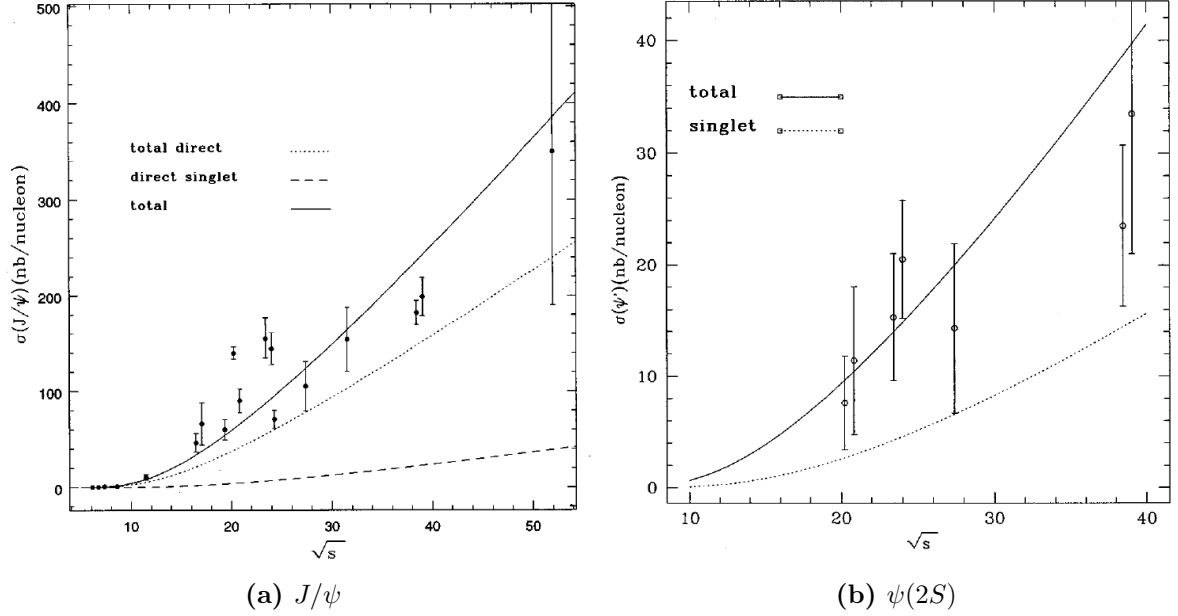 400
300
200
100
0
10
20
30
40
50
σ(J/ψ)(nb/nucleon)
√s
total direct
direct singlet
total
(a) J/ψ
40
30
20
10
0
10
20
30
40
σ(ψ')(nb/nucleon)
√s
total
singlet
(b) ψ(2S)